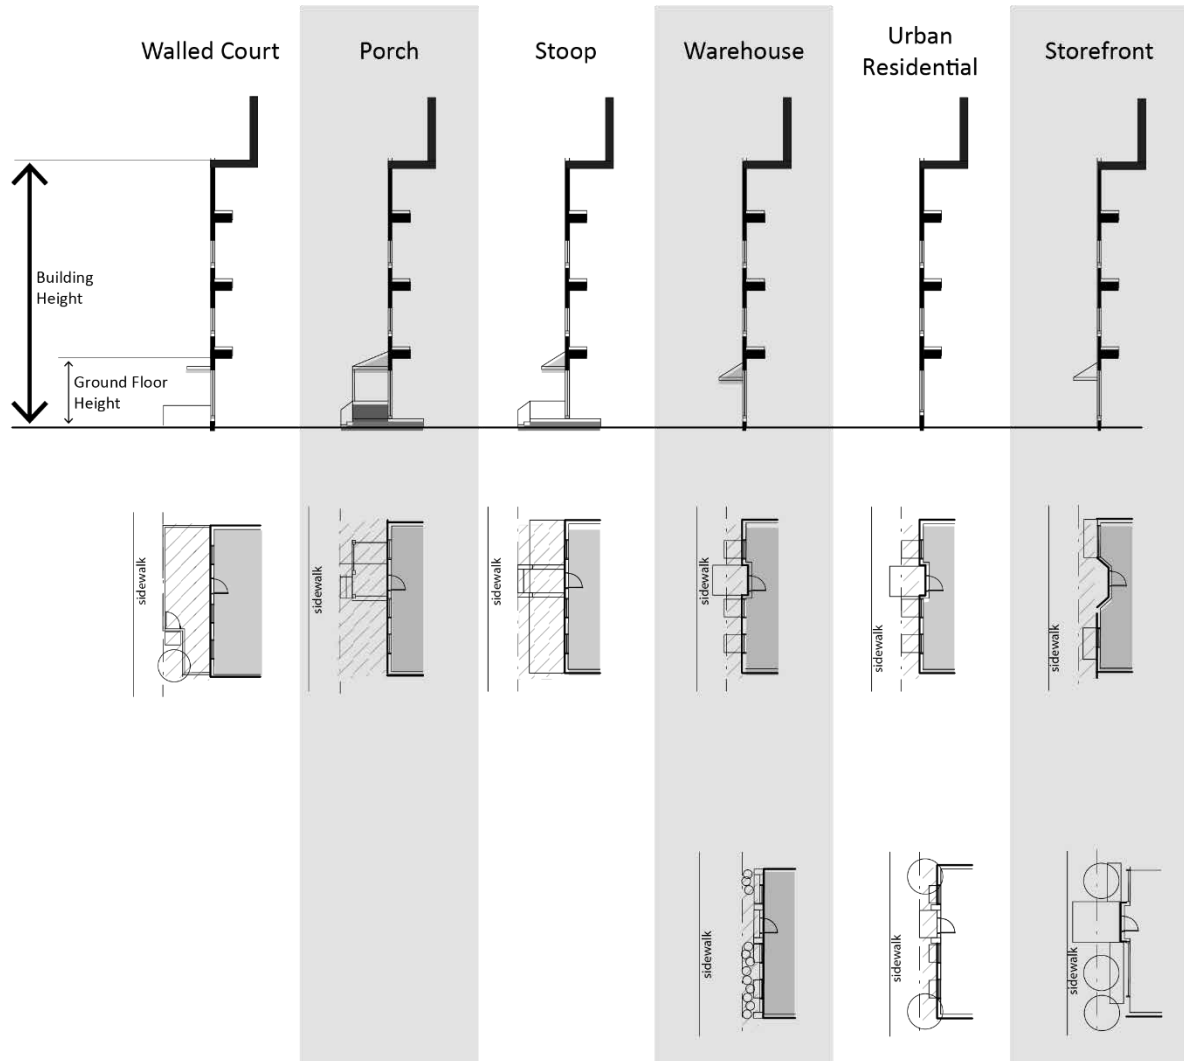 Walled Court
Porch
Stoop
Warehouse
Urban
Residential
Storefront
Building
Height
Ground Floor
Height
sidewalk
sidewalk
sidewalk
sidewalk
sidewalk
sidewalk
sidewalk
sidewalk
sidewalk